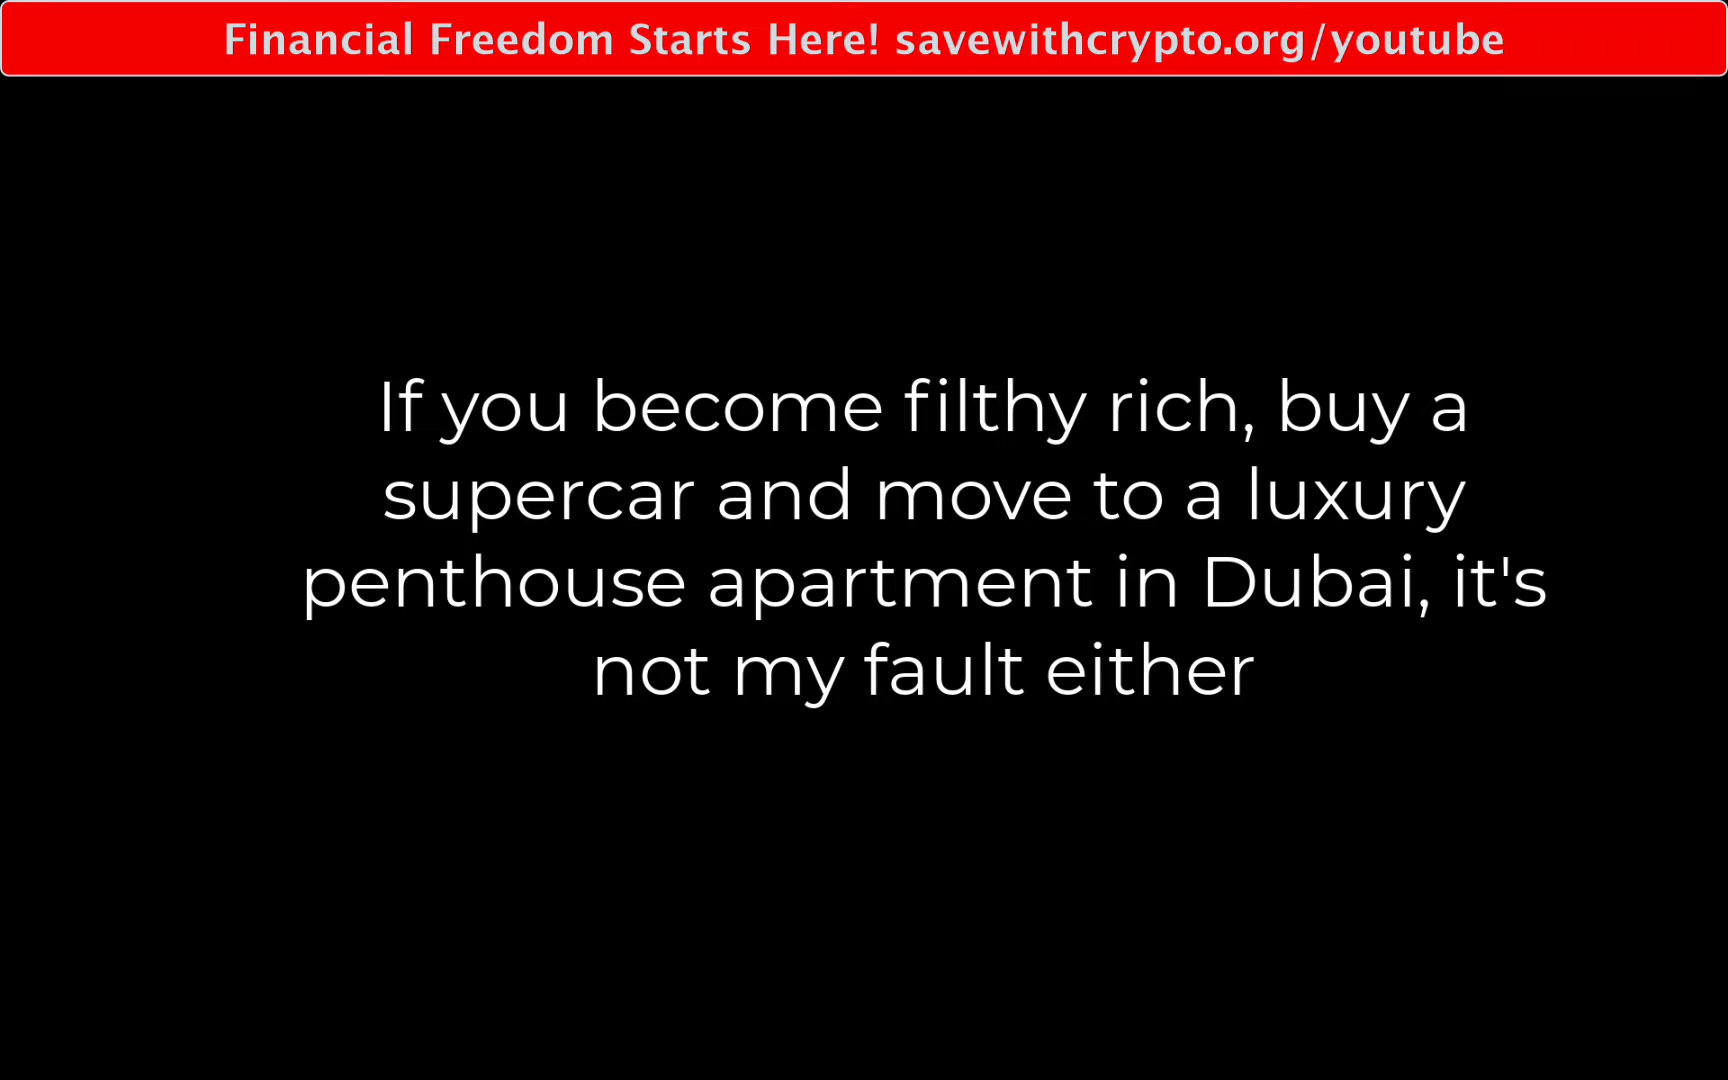 Financial Freedom Starts Here! savewithcrypto.org/youtube
If you become filthy rich, buy a
supercar and move to a luxury
penthouse apartment in Dubai, it's
not my fault either